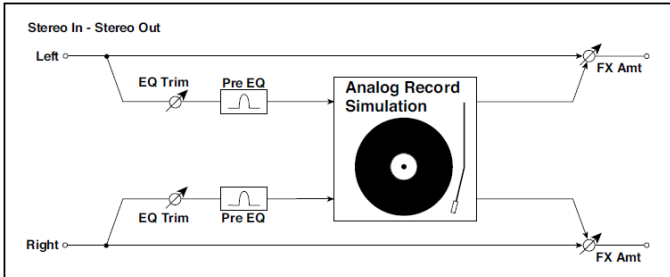 Stereo In - Stereo Out
Left
FX Amt
EQ Trim
Pre EQ
Analog Record
Simulation
EQ Trim
Pre EQ
Right
FX Amt